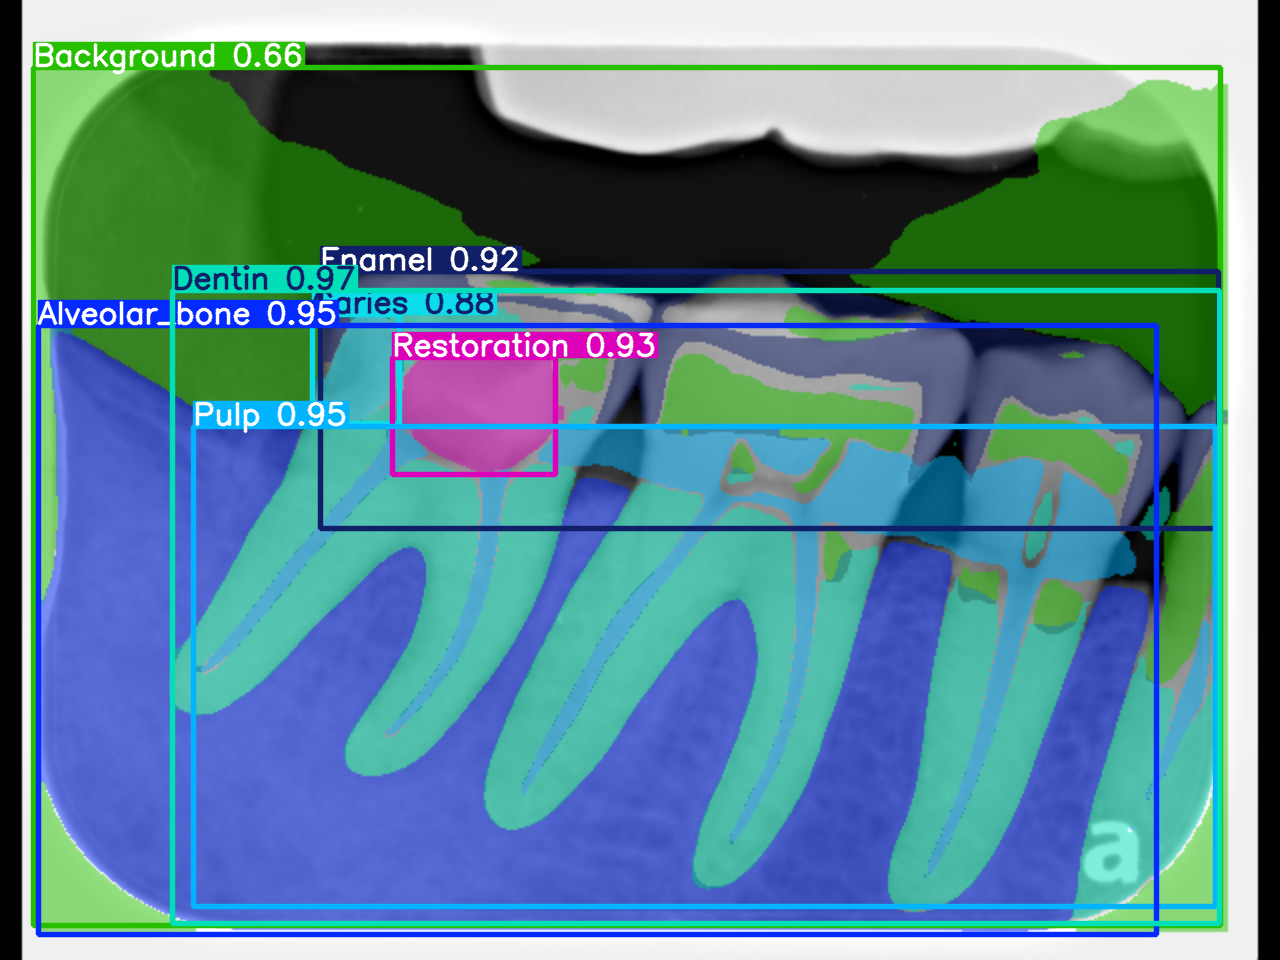 Background 0.66
Enamel 0.92
Dentin 0.97
aries 0.88
Alveolar_bone 0.95
Restoration 0.93
Pulp 0.95
a